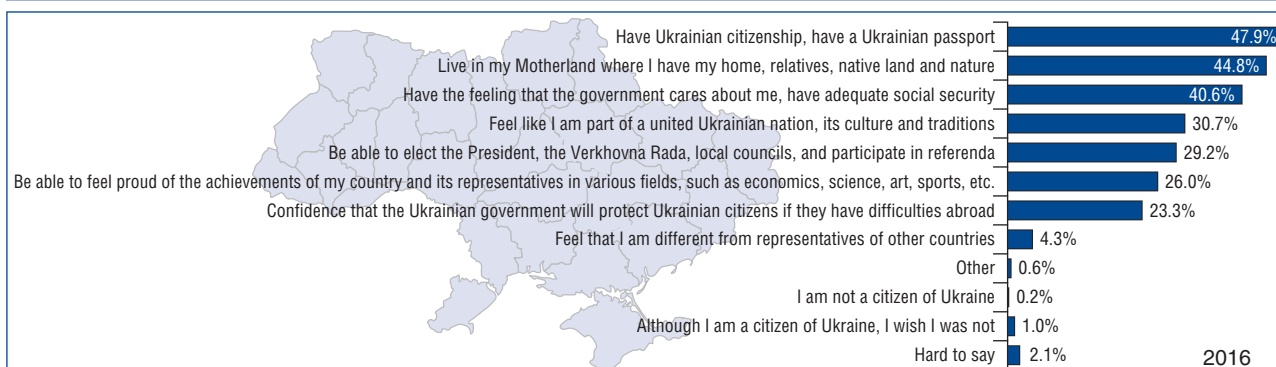 Have Ukrainian citizenship, have a Ukrainian passport 47.9%
Live in my Motherland where I have my home, relatives, native land and nature 44.8%
Have the feeling that the government cares about me, have adequate social security 40.6%
Feel like I am part of a united Ukrainian nation, its culture and traditions 30.7%
Be able to elect the President, the Verkhovna Rada, local councils, and participate in referenda 29.2%
Be able to feel proud of the achievements of my country and its representatives in various fields, such as economics, science, art, sports, etc. 26.0%
Confidence that the Ukrainian government will protect Ukrainian citizens if they have difficulties abroad 23.3%
Feel that I am different from representatives of other countries 4.3%
Other 0.6%
I am not a citizen of Ukraine 0.2%
Although I am a citizen of Ukraine, I wish I was not 1.0%
Hard to say 2.1%
2016